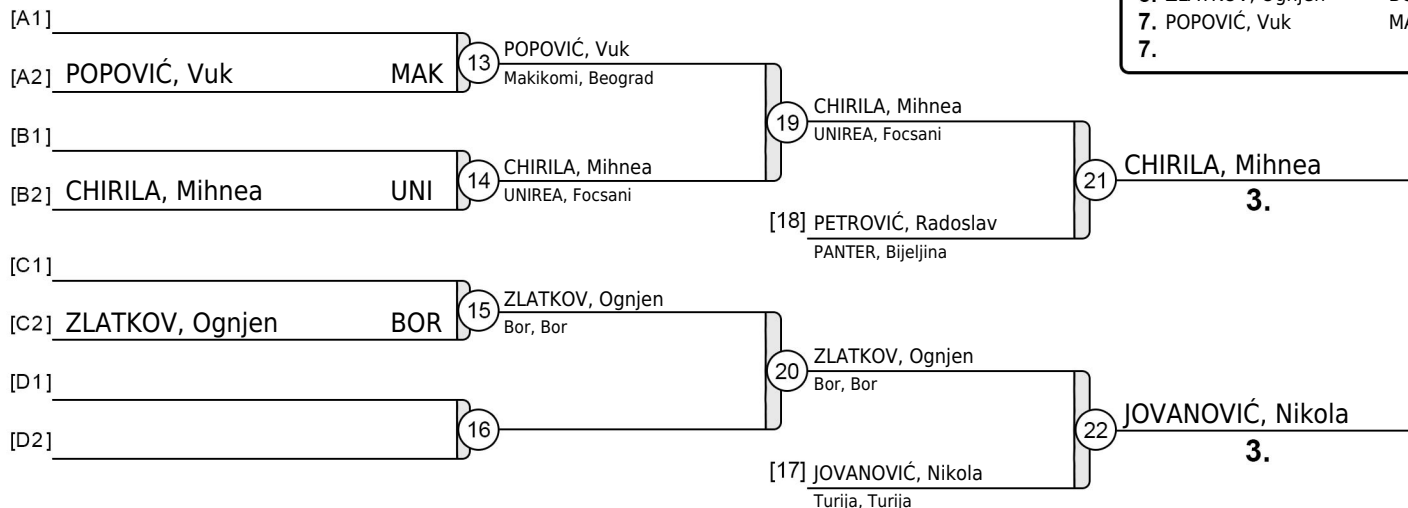 [A1]
[A2] POPOVIĆ, Vuk MAK
13
POPOVIĆ, Vuk
Makikomi, Beograd
[B1]
[B2] CHIRILA, Mihnea UNI
14
CHIRILA, Mihnea
UNIREA, Focsani
19
CHIRILA, Mihnea
UNIREA, Focsani
[18] PETROVIĆ, Radoslav
PANTER, Bijeljina
21
CHIRILA, Mihnea
3.
[C1]
[C2] ZLATKOV, Ognjen BOR
15
ZLATKOV, Ognjen
Bor, Bor
[D1]
[D2]
16
20
ZLATKOV, Ognjen
Bor, Bor
[17] JOVANOVIĆ, Nikola
Turija, Turija
22
JOVANOVIĆ, Nikola
3.
7. POPOVIĆ, Vuk
7.